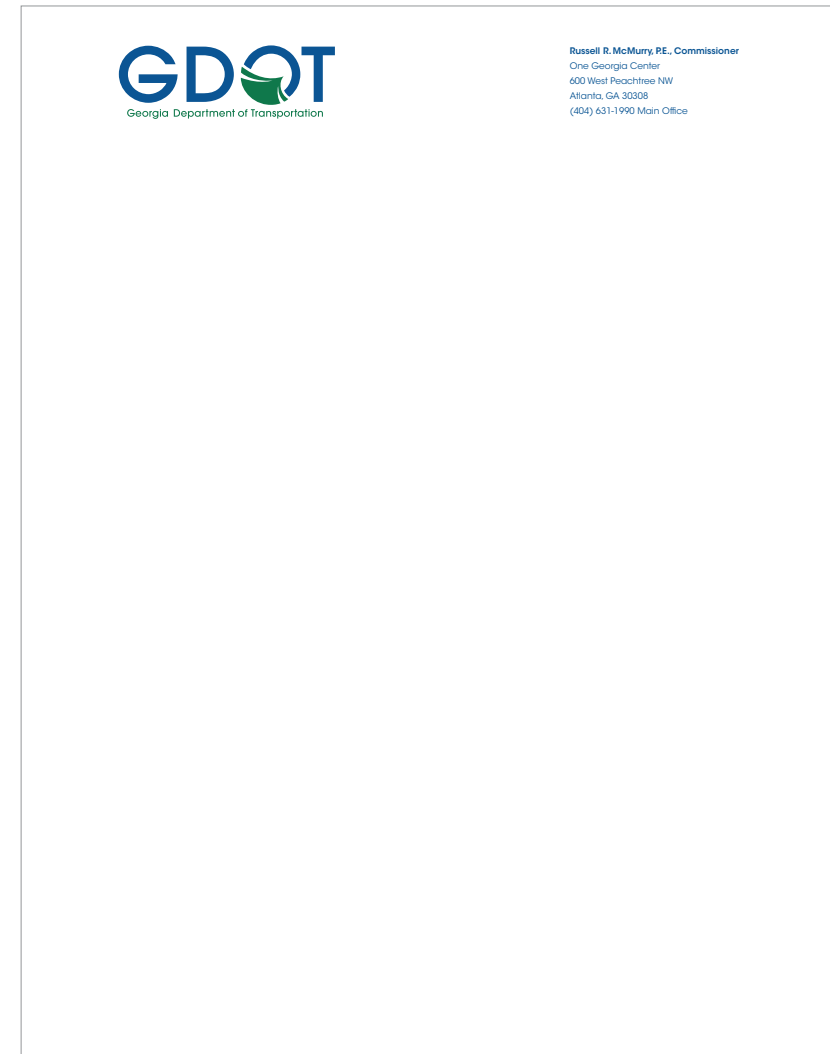 GDOT
Georgia Department of Transportation
Russell R. McMurry, P.E., Commissioner
One Georgia Center
600 West Peachtree NW
Atlanta, GA 30308
(404) 631-1990 Main Office